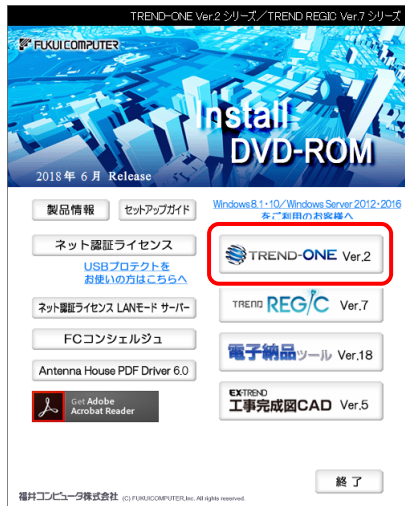 TREND-ONE Ver.2 シリーズ／TREND REGIC Ver.7 シリーズ
FUKUI COMPUTER
Install
DVD-ROM
2018年 6月 Release
製品情報
セットアップガイド
Windows8.1・10／Windows Server 2012・2016
をご利用のお客様へ
ネット認証ライセンス
USBプロテクトを
お使いの方はこちらへ
TREND-ONE Ver.2
ネット認証ライセンス LANモード サーバー
TREND REGIC Ver.7
FCコンシェルジュ
電子納品ツール Ver.18
Antenna House PDF Driver 6.0
Get Adobe
Acrobat Reader
EX-TREND
工事完成図CAD Ver.5
終了
福井コンピュータ株式会社 (C) FUKUICOMPUTER,Inc. All rights reserved.